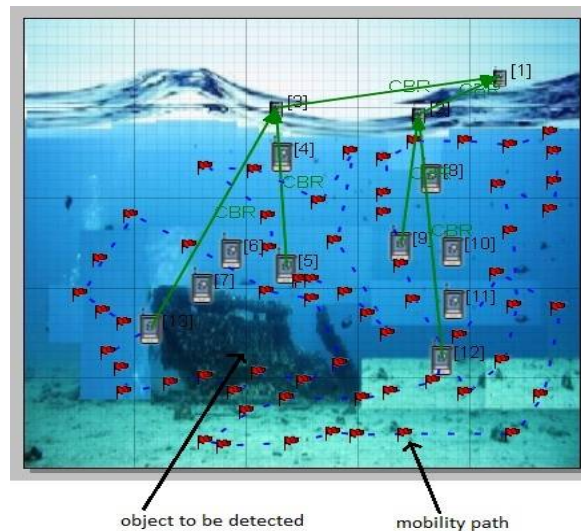 [1]
CBR
CBR
[3]
[2]
[4]
CBR
[8]
CBR
[9]
[10]
[6]
[5]
[7]
[11]
[13]
[12]
object to be detected
mobility path